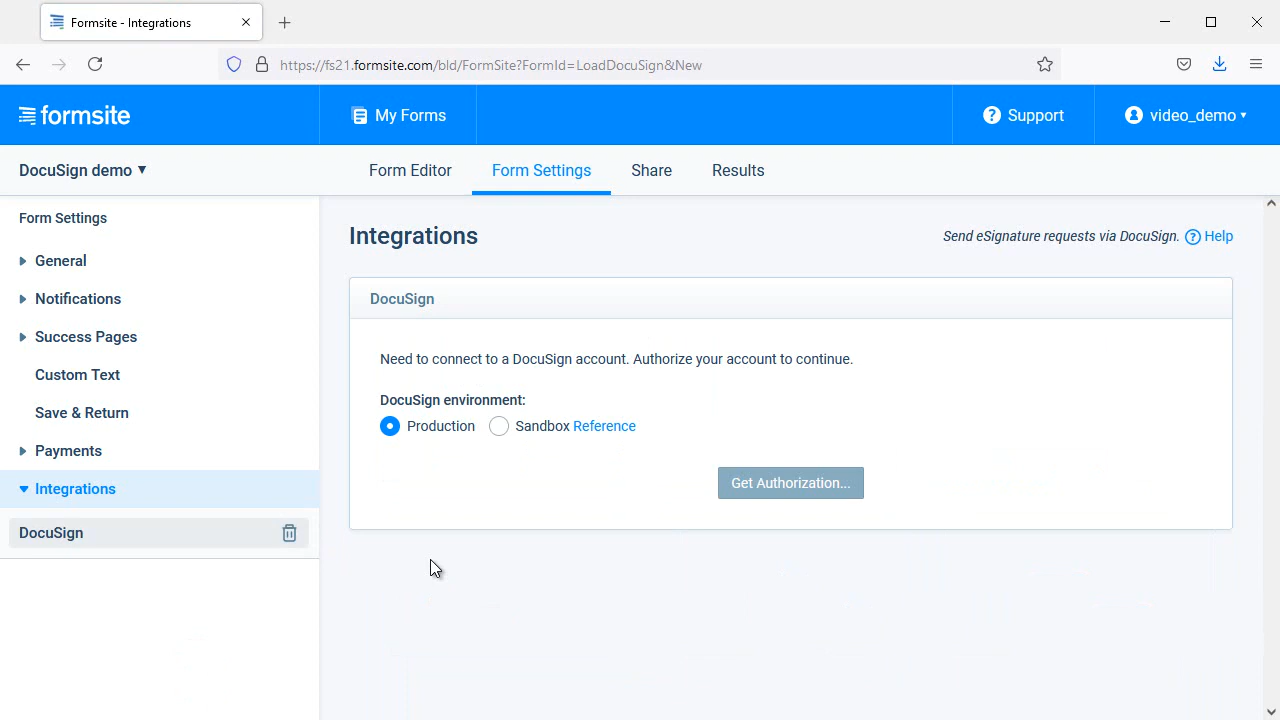 Formsite - Integrations
https://fs21.formsite.com/bld/FormSite?FormId=LoadDocuSign&New
formsite
My Forms
? Support
video_demo ▾
DocuSign demo ▼
Form Editor
Form Settings
Share
Results
Form Settings
General
Notifications
Success Pages
Custom Text
Save & Return
Payments
Integrations
DocuSign
Integrations
Send eSignature requests via DocuSign. ? Help
DocuSign
Need to connect to a DocuSign account. Authorize your account to continue.
DocuSign environment:
Production Sandbox Reference
Get Authorization...